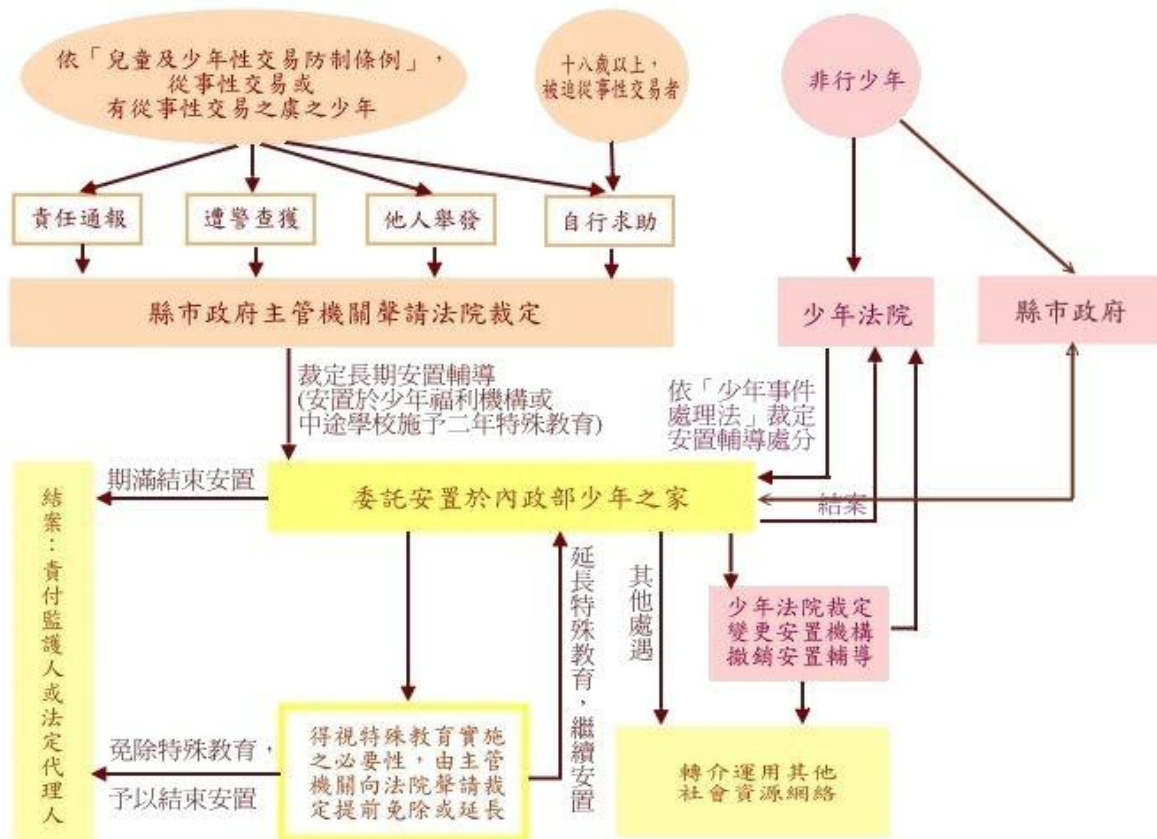 依「兒童及少年性交易防制條例」，
從事性交易或
有從事性交易之虞之少年
十八歲以上，
被迫從事性交易者
非行少年
責任通報
遭警查獲
他人舉發
自行求助
縣市政府主管機關聲請法院裁定
少年法院
縣市政府
裁定長期安置輔導
(安置於少年福利機構或
中途學校施予二年特殊教育)
依「少年事件
處理法」裁定
安置輔導處分
期滿結束安置
委託安置於內政部少年之家
結案
結案：責付監護人或法定代理人
延長特殊教育，繼續安置
其他處遇
少年法院裁定
變更安置機構
撤銷安置輔導
免除特殊教育，
予以結束安置
得視特殊教育實施
之必要性，由主管
機關向法院聲請裁
定提前免除或延長
轉介運用其他
社會資源網絡